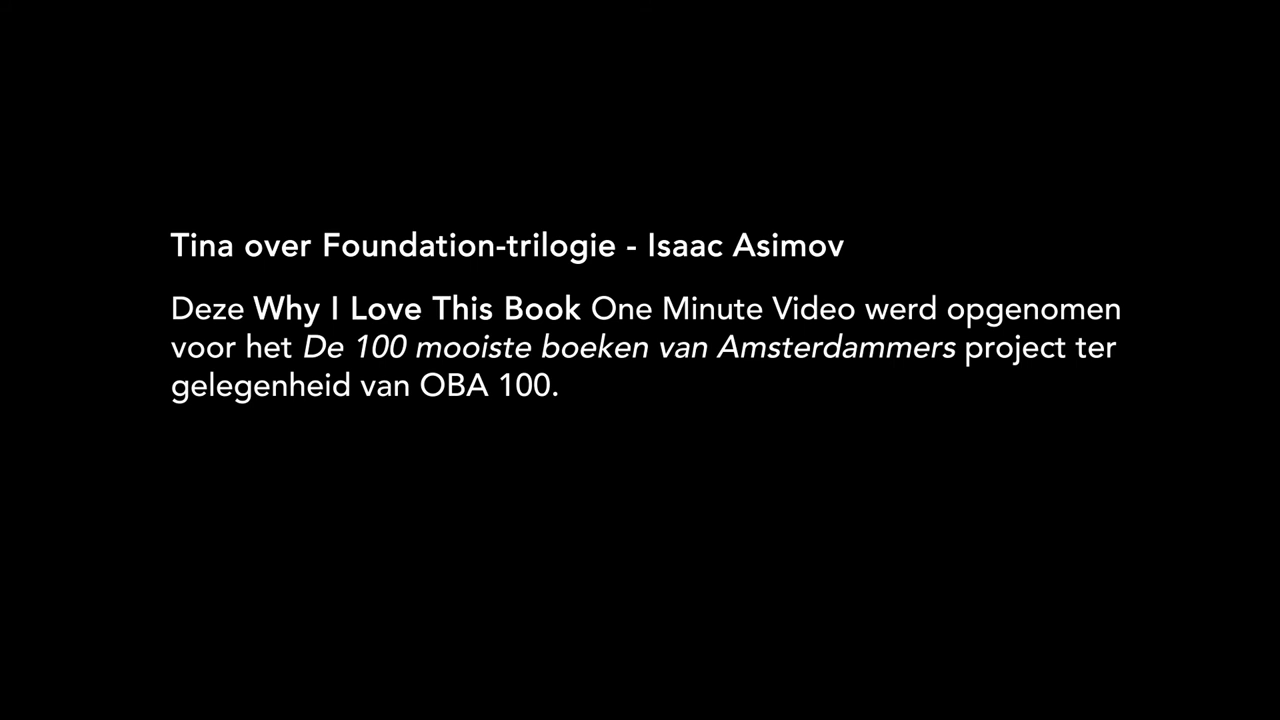 Tina over Foundation-trilogie - Isaac Asimov
Deze Why I Love This Book One Minute Video werd opgenomen
voor het De 100 mooiste boeken van Amsterdammers project ter
gelegenheid van OBA 100.